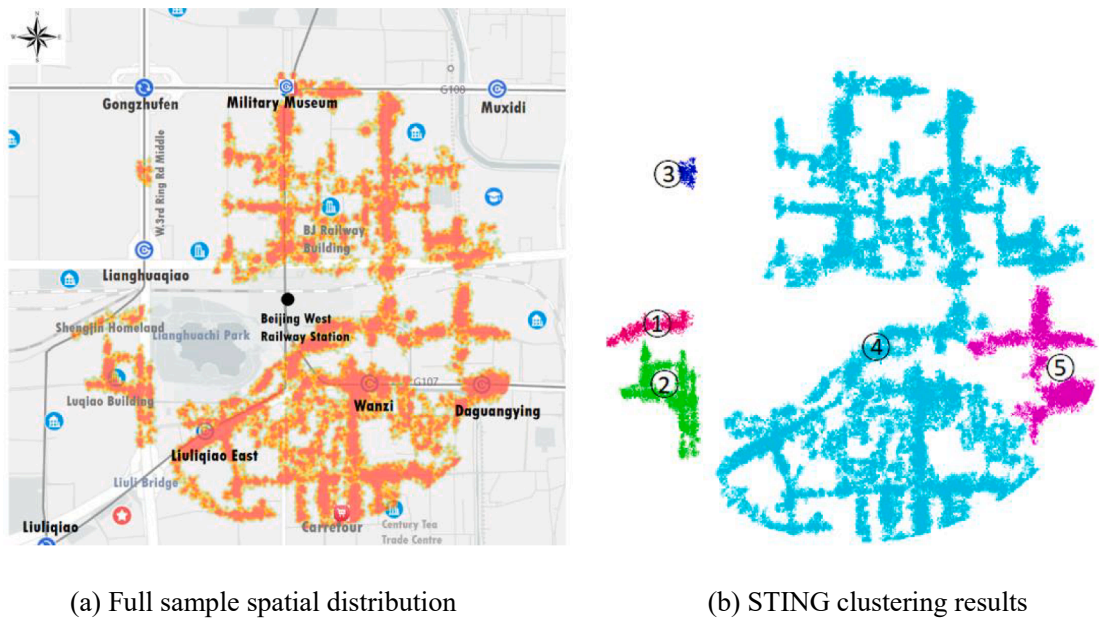 Gongzhufen
Military Museum
G108
Muxidi
W.3rd Ring Rd Middle
BJ Railway
Building
Lianghuaqiao
Beijing West
Railway Station
Shengjin Homeland
Lianghuachi Park
G107
Luqiao Building
Wanzi
Daguangying
Liuliqiao East
Liuli Bridge
Liuliqiao
Carrefour
Century Tea
Trade Centre
③
①
④
②
⑤
(a) Full sample spatial distribution
(b) STING clustering results